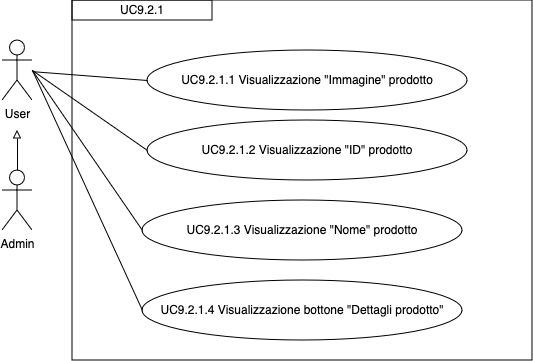 UC9.2.1
UC9.2.1.1 Visualizzazione "Immagine" prodotto
User
UC9.2.1.2 Visualizzazione "ID" prodotto
UC9.2.1.3 Visualizzazione "Nome" prodotto
Admin
UC9.2.1.4 Visualizzazione bottone "Dettagli prodotto"